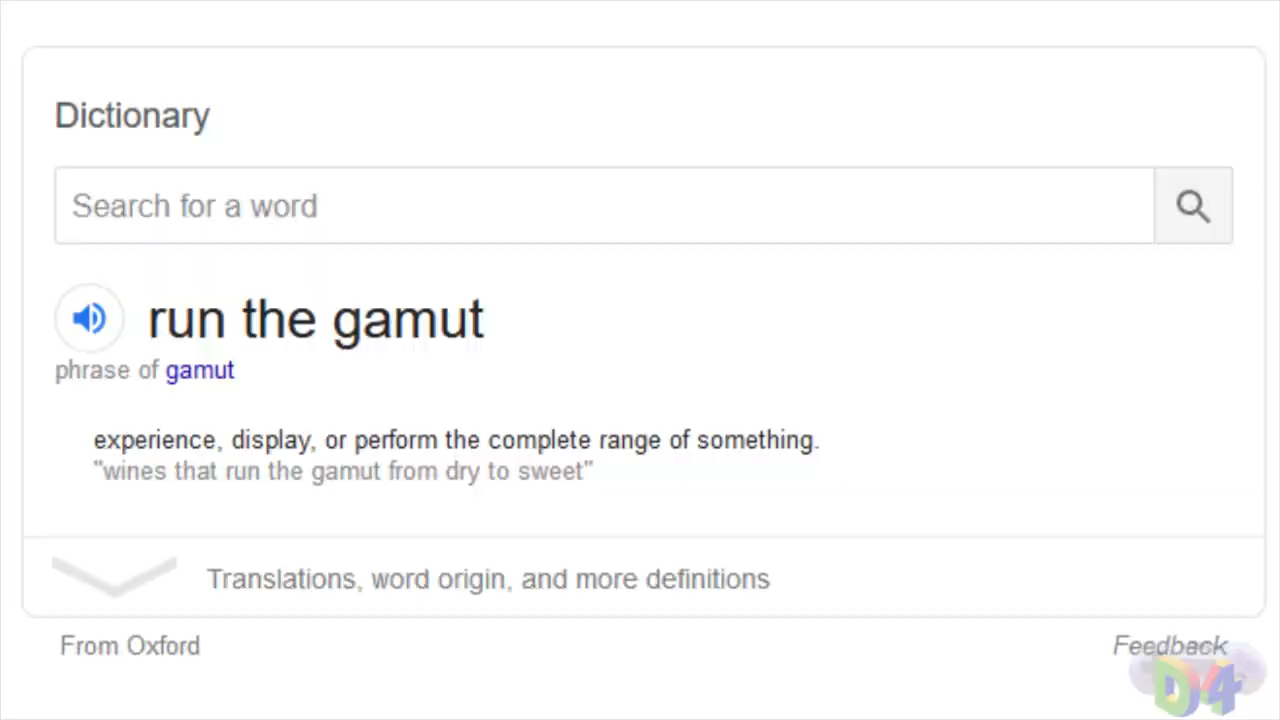 Dictionary
Search for a word
run the gamut
phrase of gamut
experience, display, or perform the complete range of something.
"wines that run the gamut from dry to sweet"
Translations, word origin, and more definitions
From Oxford
Feedback
D4